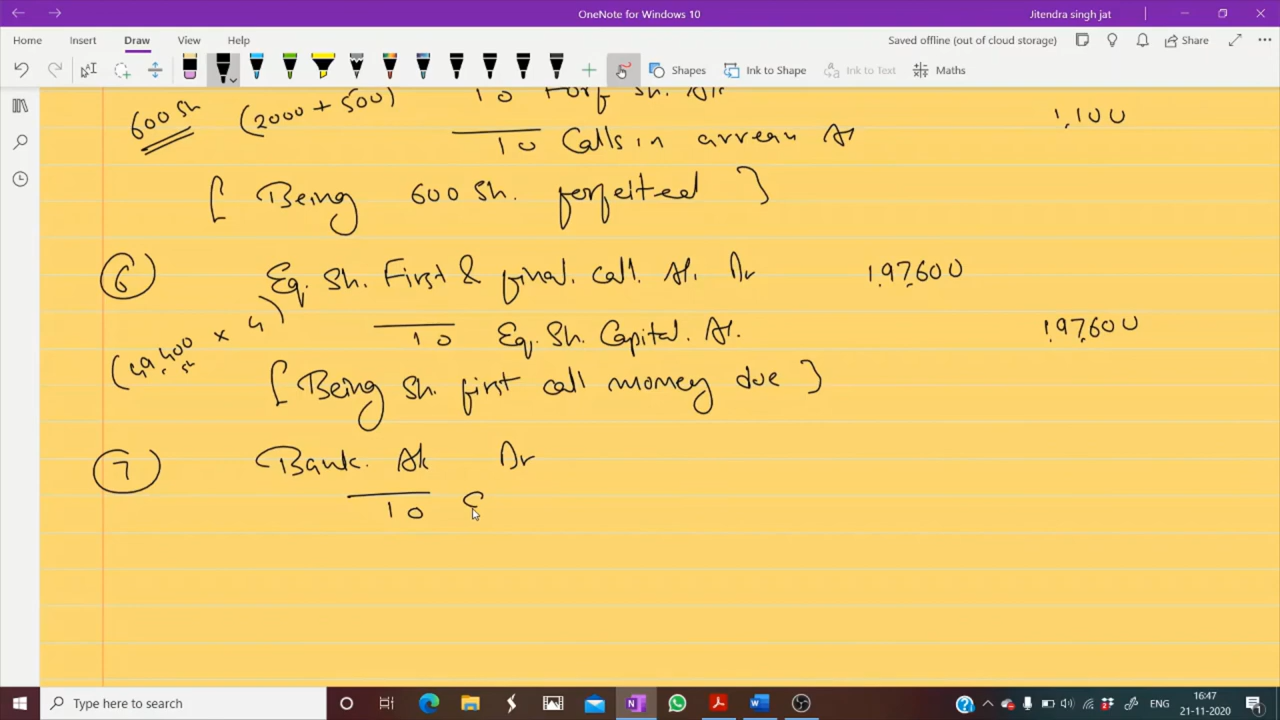 OneNote for Windows 10
Jitendra singh jat
Home Insert Draw View Help
Saved offline (out of cloud storage)
Share
Shapes
Ink to Shape
Ink to Text
Maths
600 Sh (2000 + 500) To Forf Sh. A/c
1,100
To Calls in arrears A/c
[Being 600 Sh. forfeited]
6 Eq. Sh. First & final. call. A/c. Dr 1,97,600
(49,400 sh x 4) To Eq. Sh. Capital. A/c. 1,97,600
[Being Sh. first call money due]
7 Bank. A/c Dr
To E
Type here to search
ENG
16:47
21-11-2020
1